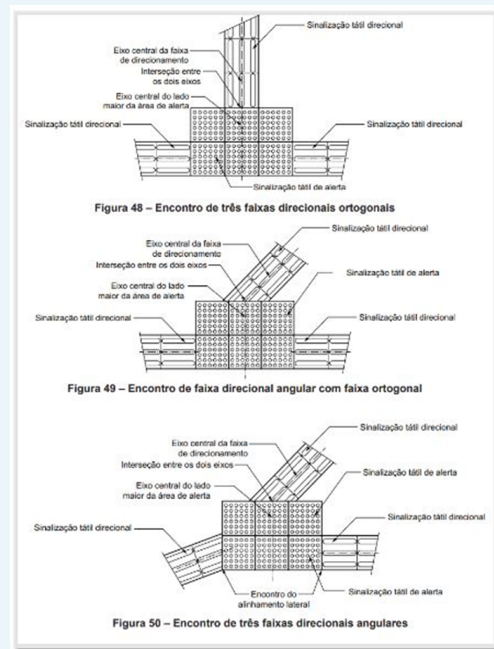 Sinalização tátil direcional
Eixo central da faixa
de direcionamento
Interseção entre
os dois eixos
Eixo central do lado
maior da área de alerta
Sinalização tátil direcional
Sinalização tátil direcional
Sinalização tátil de alerta
Figura 48 – Encontro de três faixas direcionais ortogonais
Sinalização tátil direcional
Eixo central da faixa
de direcionamento
Interseção entre os dois eixos
Sinalização tátil de alerta
Eixo central do lado
maior da área de alerta
Sinalização tátil direcional
Sinalização tátil direcional
Figura 49 – Encontro de faixa direcional angular com faixa ortogonal
Sinalização tátil direcional
Eixo central da faixa
de direcionamento
Interseção entre os dois eixos
Sinalização tátil de alerta
Eixo central do lado
maior da área de alerta
Sinalização tátil direcional
Sinalização tátil direcional
Encontro do
alinhamento lateral
Sinalização tátil de alerta
Figura 50 – Encontro de três faixas direcionais angulares